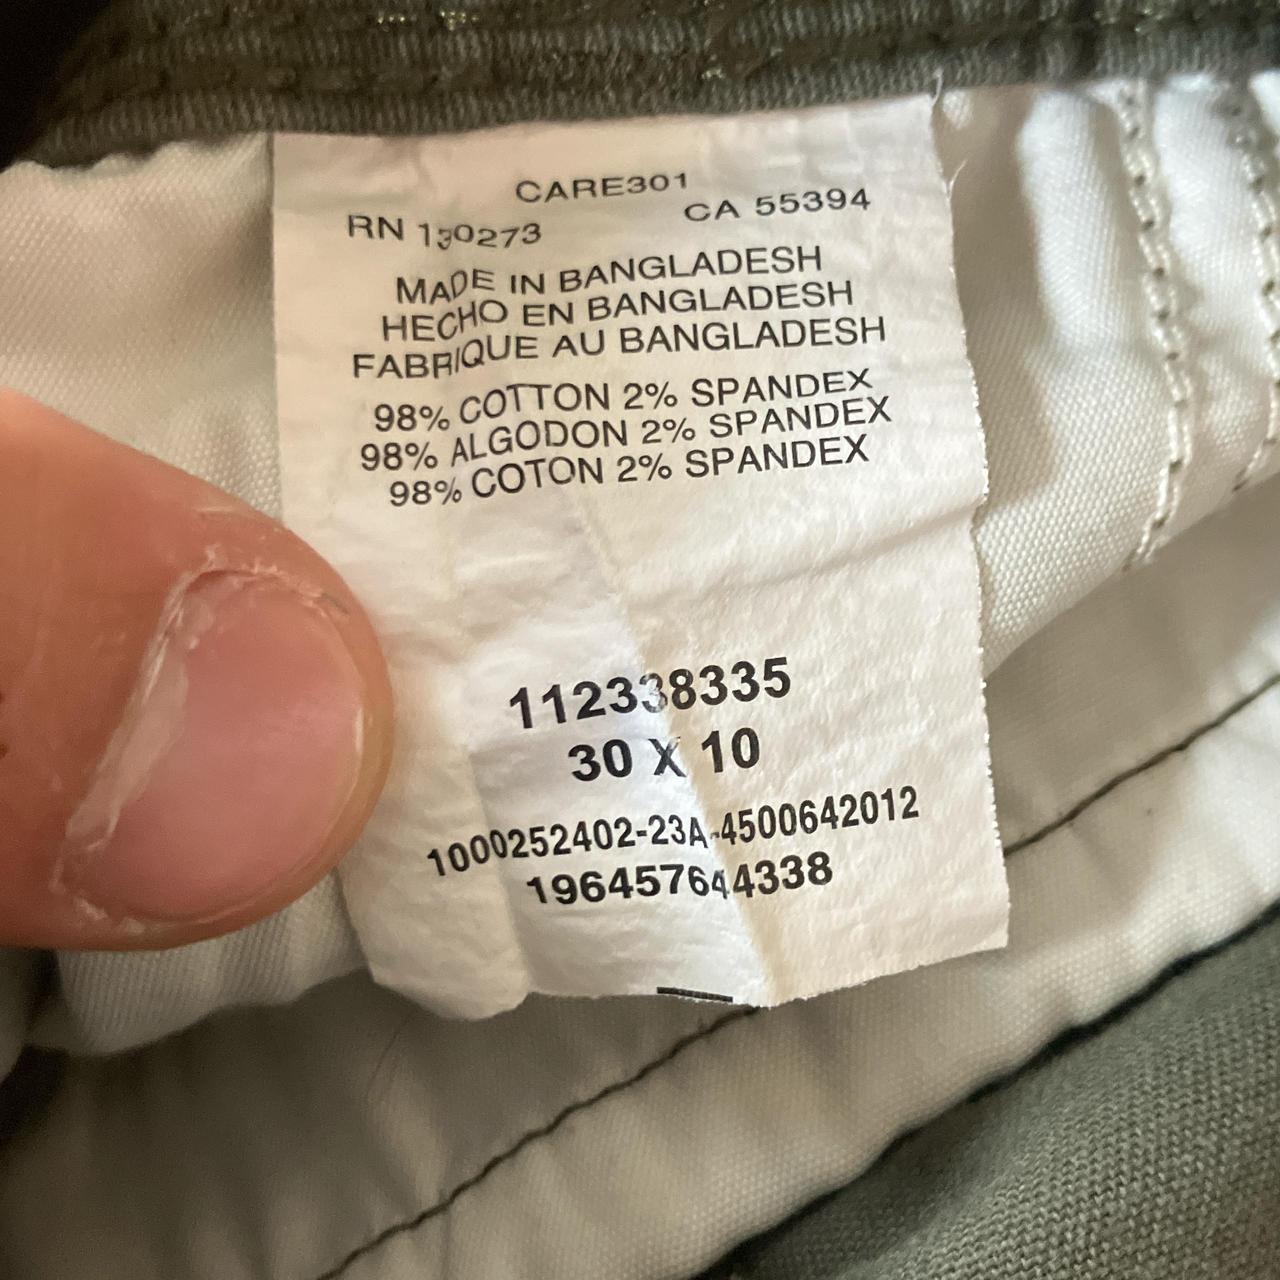 CARE301
RN 130273 CA 55394
MADE IN BANGLADESH
HECHO EN BANGLADESH
FABRIQUE AU BANGLADESH
98% COTTON 2% SPANDEX
98% ALGODON 2% SPANDEX
98% COTON 2% SPANDEX
112338335
30 X 10
1000252402-23A-4500642012
196457644338